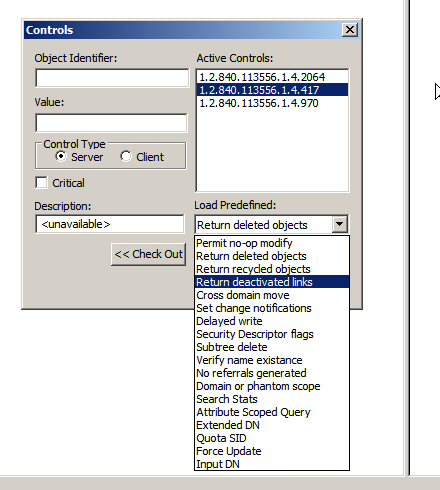 Controls
Object Identifier:
Active Controls:
1.2.840.113556.1.4.2064
1.2.840.113556.1.4.417
1.2.840.113556.1.4.970
Value:
Control Type
Server
Client
Critical
Description:
<unavailable>
<< Check Out
Load Predefined:
Return deleted objects
Permit no-op modify
Return deleted objects
Return recycled objects
Return deactivated links
Cross domain move
Set change notifications
Delayed write
Security Descriptor flags
Subtree delete
Verify name existance
No referrals generated
Domain or phantom scope
Search Stats
Attribute Scoped Query
Extended DN
Quota SID
Force Update
Input DN